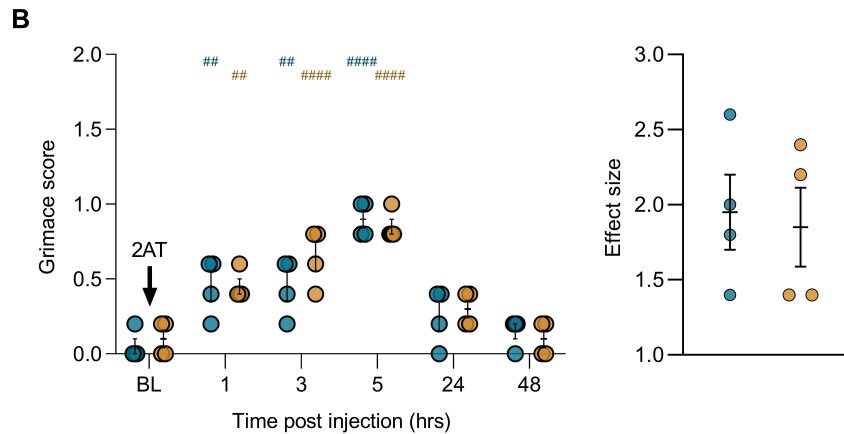 B
2.0
1.5
1.0
0.5
0.0
Grimace score
2AT
## ## ####
## #### ####
BL 1 3 5 24 48
Time post injection (hrs)
3.0
2.5
2.0
1.5
1.0
Effect size